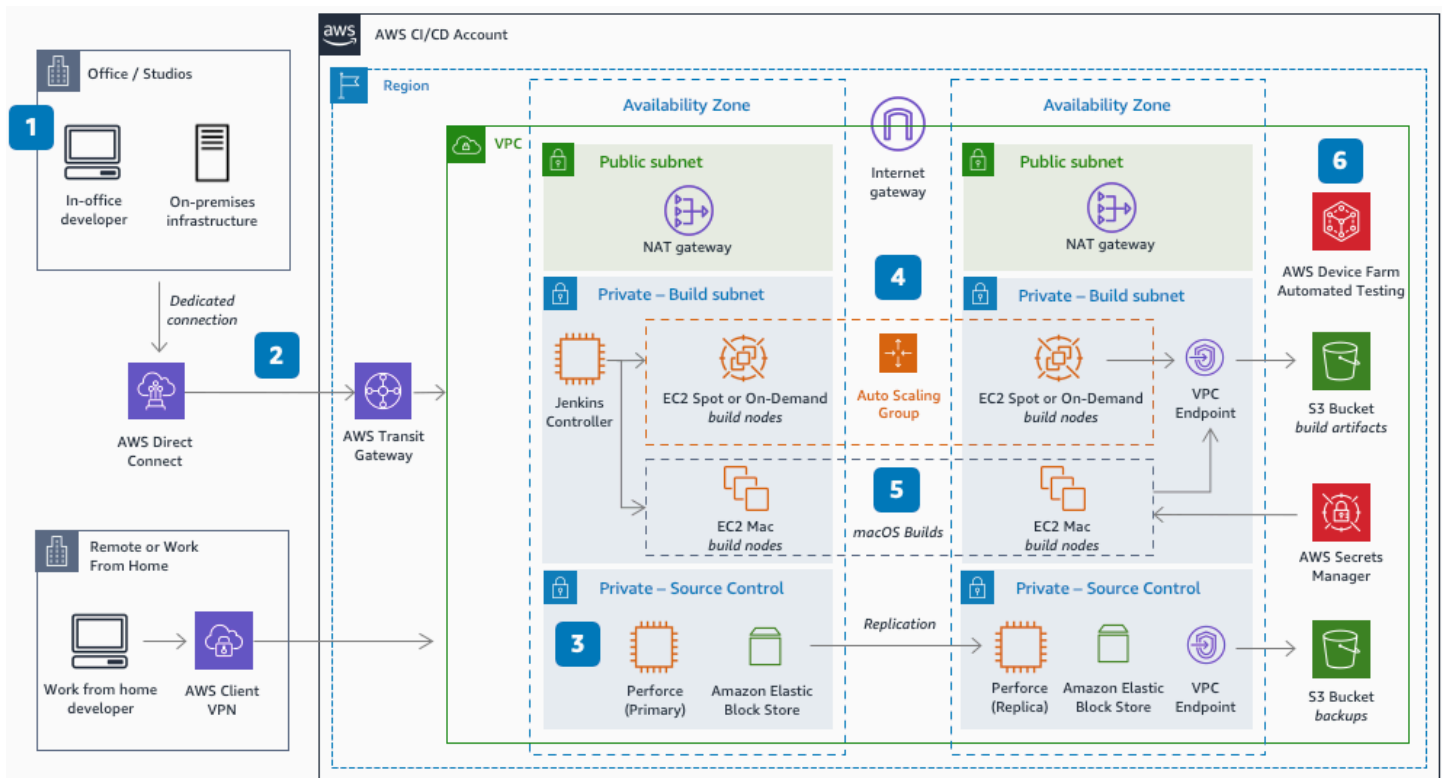 aws
AWS CI/CD Account
Office / Studios
1
In-office
developer
On-premises
infrastructure
Dedicated
connection
2
AWS Direct
Connect
AWS Transit
Gateway
Remote or Work
From Home
Work from home
developer
AWS Client
VPN
Region
VPC
Availability Zone
Public subnet
NAT gateway
Private – Build subnet
Jenkins
Controller
EC2 Spot or On-Demand
build nodes
EC2 Mac
build nodes
Private – Source Control
3
Perforce
(Primary)
Amazon Elastic
Block Store
Internet
gateway
4
Auto Scaling
Group
5
macOS Builds
Replication
Availability Zone
Public subnet
NAT gateway
Private – Build subnet
EC2 Spot or On-Demand
build nodes
VPC
Endpoint
EC2 Mac
build nodes
Private – Source Control
Perforce
(Replica)
Amazon Elastic
Block Store
VPC
Endpoint
6
AWS Device Farm
Automated Testing
S3 Bucket
build artifacts
AWS Secrets
Manager
S3 Bucket
backups